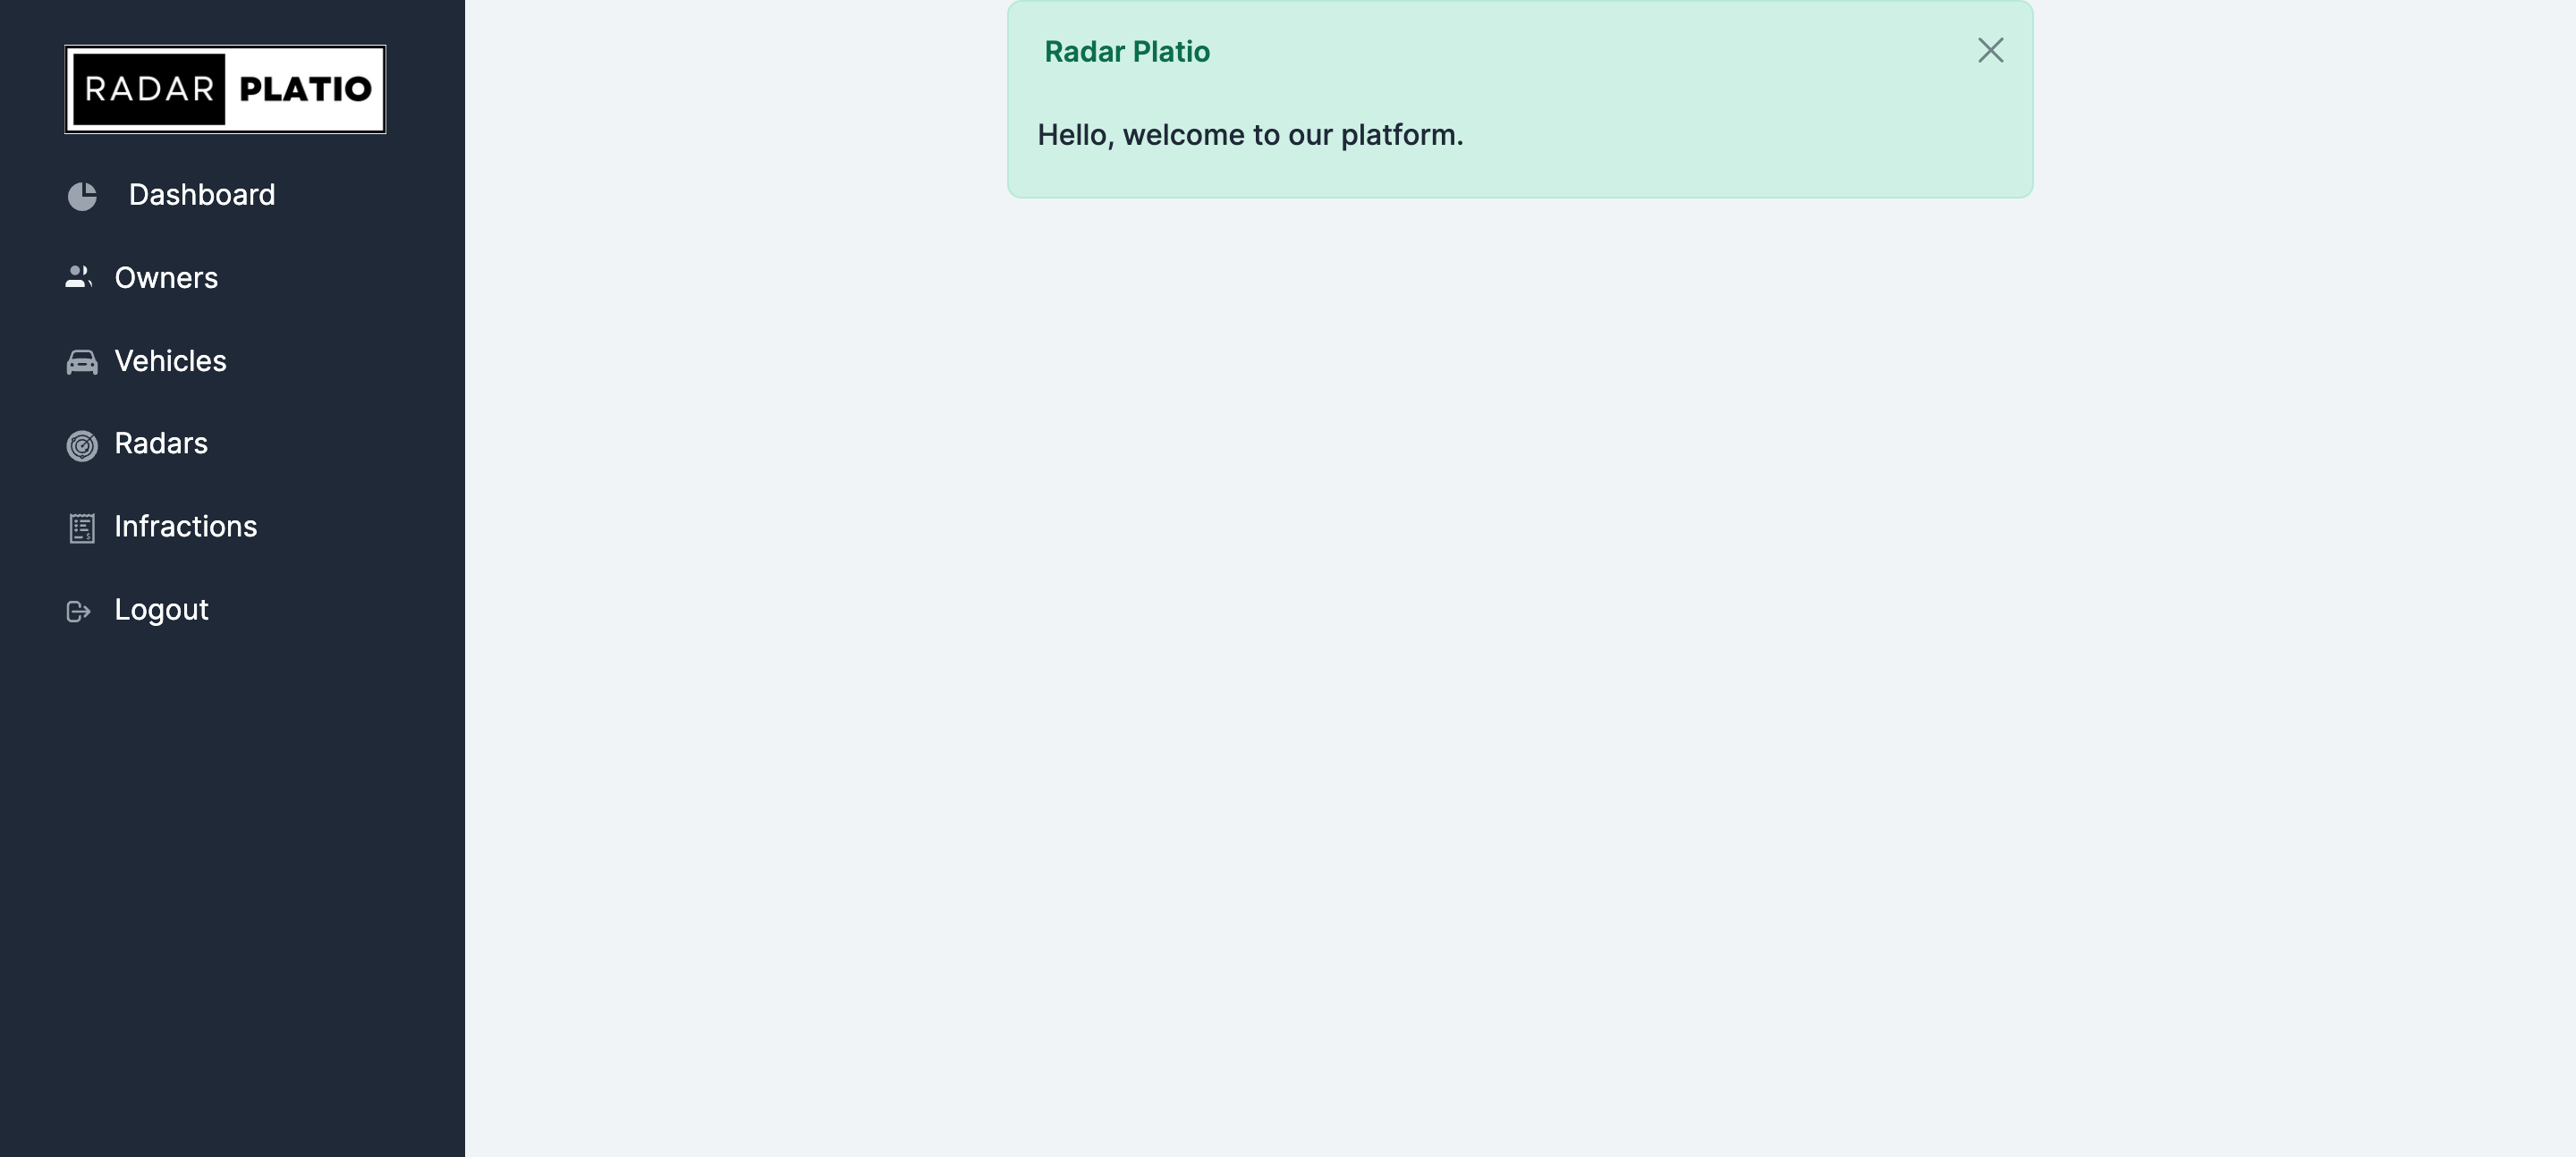 RADAR PLATIO
Dashboard
Owners
Vehicles
Radars
Infractions
Logout
Radar Platio
Hello, welcome to our platform.